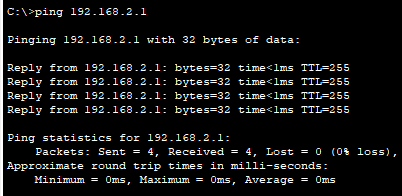 C:\>ping 192.168.2.1
Pinging 192.168.2.1 with 32 bytes of data:
Reply from 192.168.2.1: bytes=32 time<1ms TTL=255
Reply from 192.168.2.1: bytes=32 time<1ms TTL=255
Reply from 192.168.2.1: bytes=32 time<1ms TTL=255
Reply from 192.168.2.1: bytes=32 time<1ms TTL=255
Ping statistics for 192.168.2.1:
    Packets: Sent = 4, Received = 4, Lost = 0 (0% loss),
Approximate round trip times in milli-seconds:
    Minimum = 0ms, Maximum = 0ms, Average = 0ms